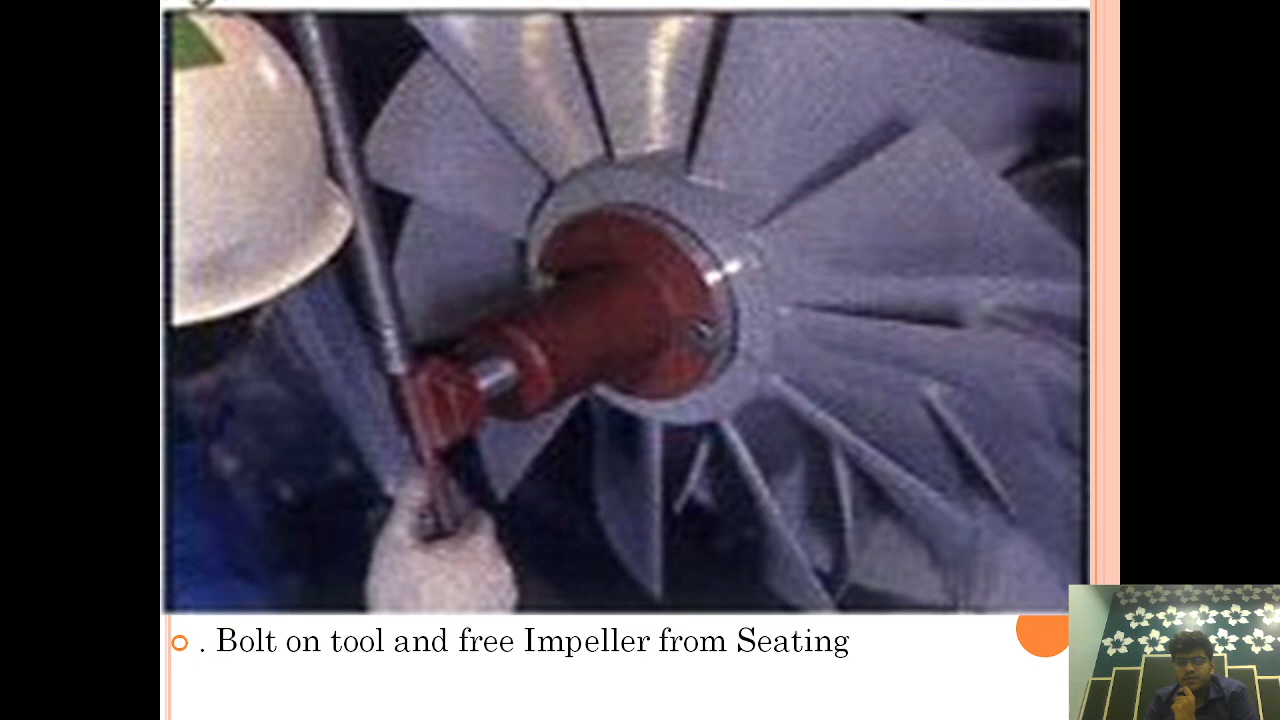 . Bolt on tool and free Impeller from Seating